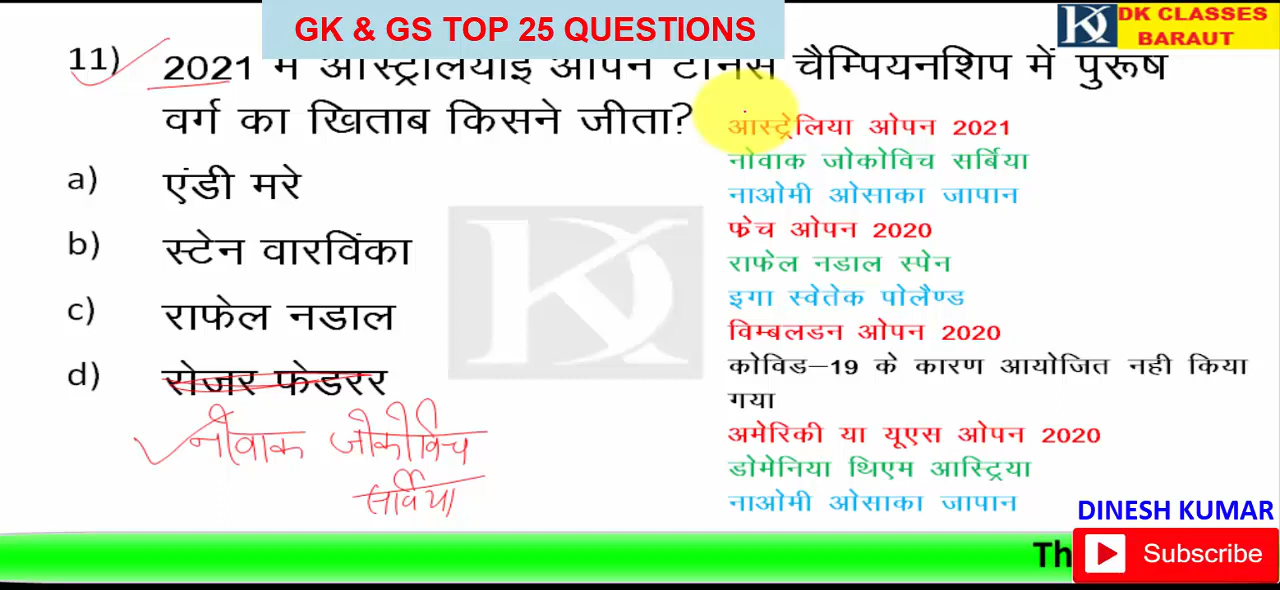 GK & GS TOP 25 QUESTIONS
DK CLASSES
BARAUT
11) 2021 में ऑस्ट्रेलियाई ओपन टेनिस चैम्पियनशिप में पुरूष
वर्ग का खिताब किसने जीता?
a) एंडी मरे
b) स्टेन वारविंका
c) राफेल नडाल
d) रोजर फेडरर
नोवाक जोकोविच
सर्विया
आस्ट्रेलिया ओपन 2021
नोवाक जोकोविच सर्बिया
नाओमी ओसाका जापान
फ्रेच ओपन 2020
राफेल नडाल स्पेन
इगा स्वेतेक पोलैण्ड
विम्बलडन ओपन 2020
कोविड–19 के कारण आयोजित नही किया
गया
अमेरिकी या यूएस ओपन 2020
डोमेनिया थिएम आस्ट्रिया
नाओमी ओसाका जापान
DINESH KUMAR
Th
Subscribe